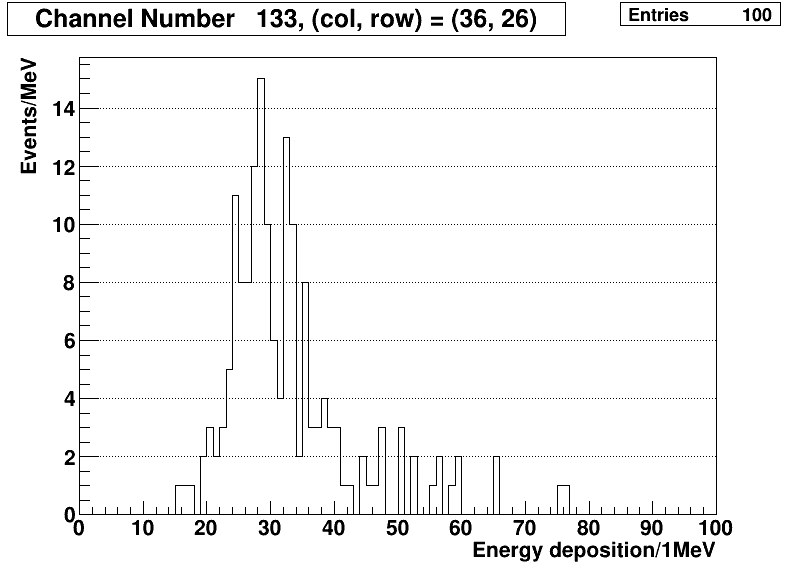 Channel Number 133, (col, row) = (36, 26)
Entries 100
Events/MeV
14
12
10
8
6
4
2
0
0 10 20 30 40 50 60 70 80 90 100
Energy deposition/1MeV